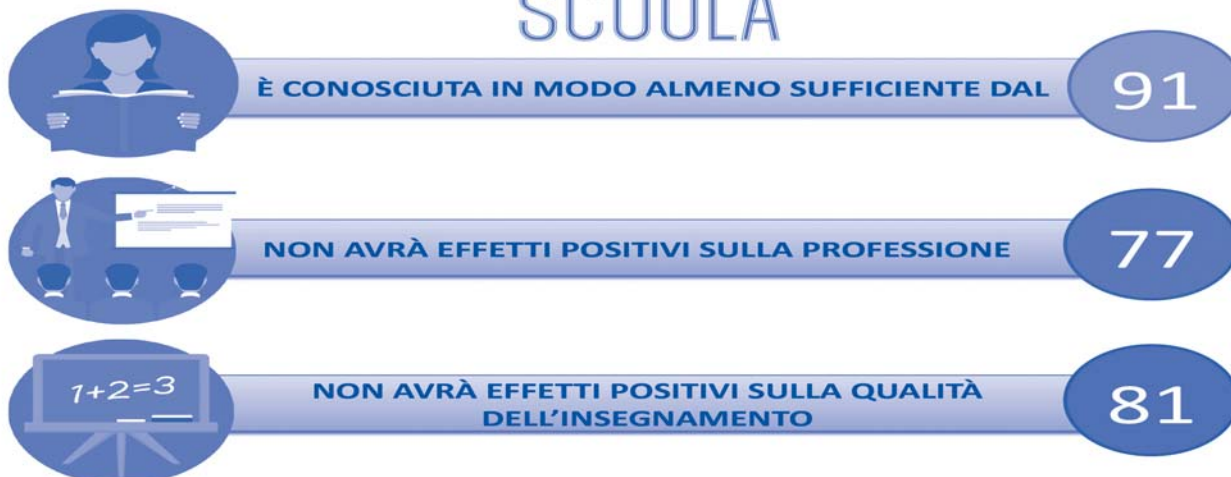 SCUOLA
È CONOSCIUTA IN MODO ALMENO SUFFICIENTE DAL
91
NON AVRÀ EFFETTI POSITIVI SULLA PROFESSIONE
77
1+2=3
NON AVRÀ EFFETTI POSITIVI SULLA QUALITÀ
DELL'INSEGNAMENTO
81